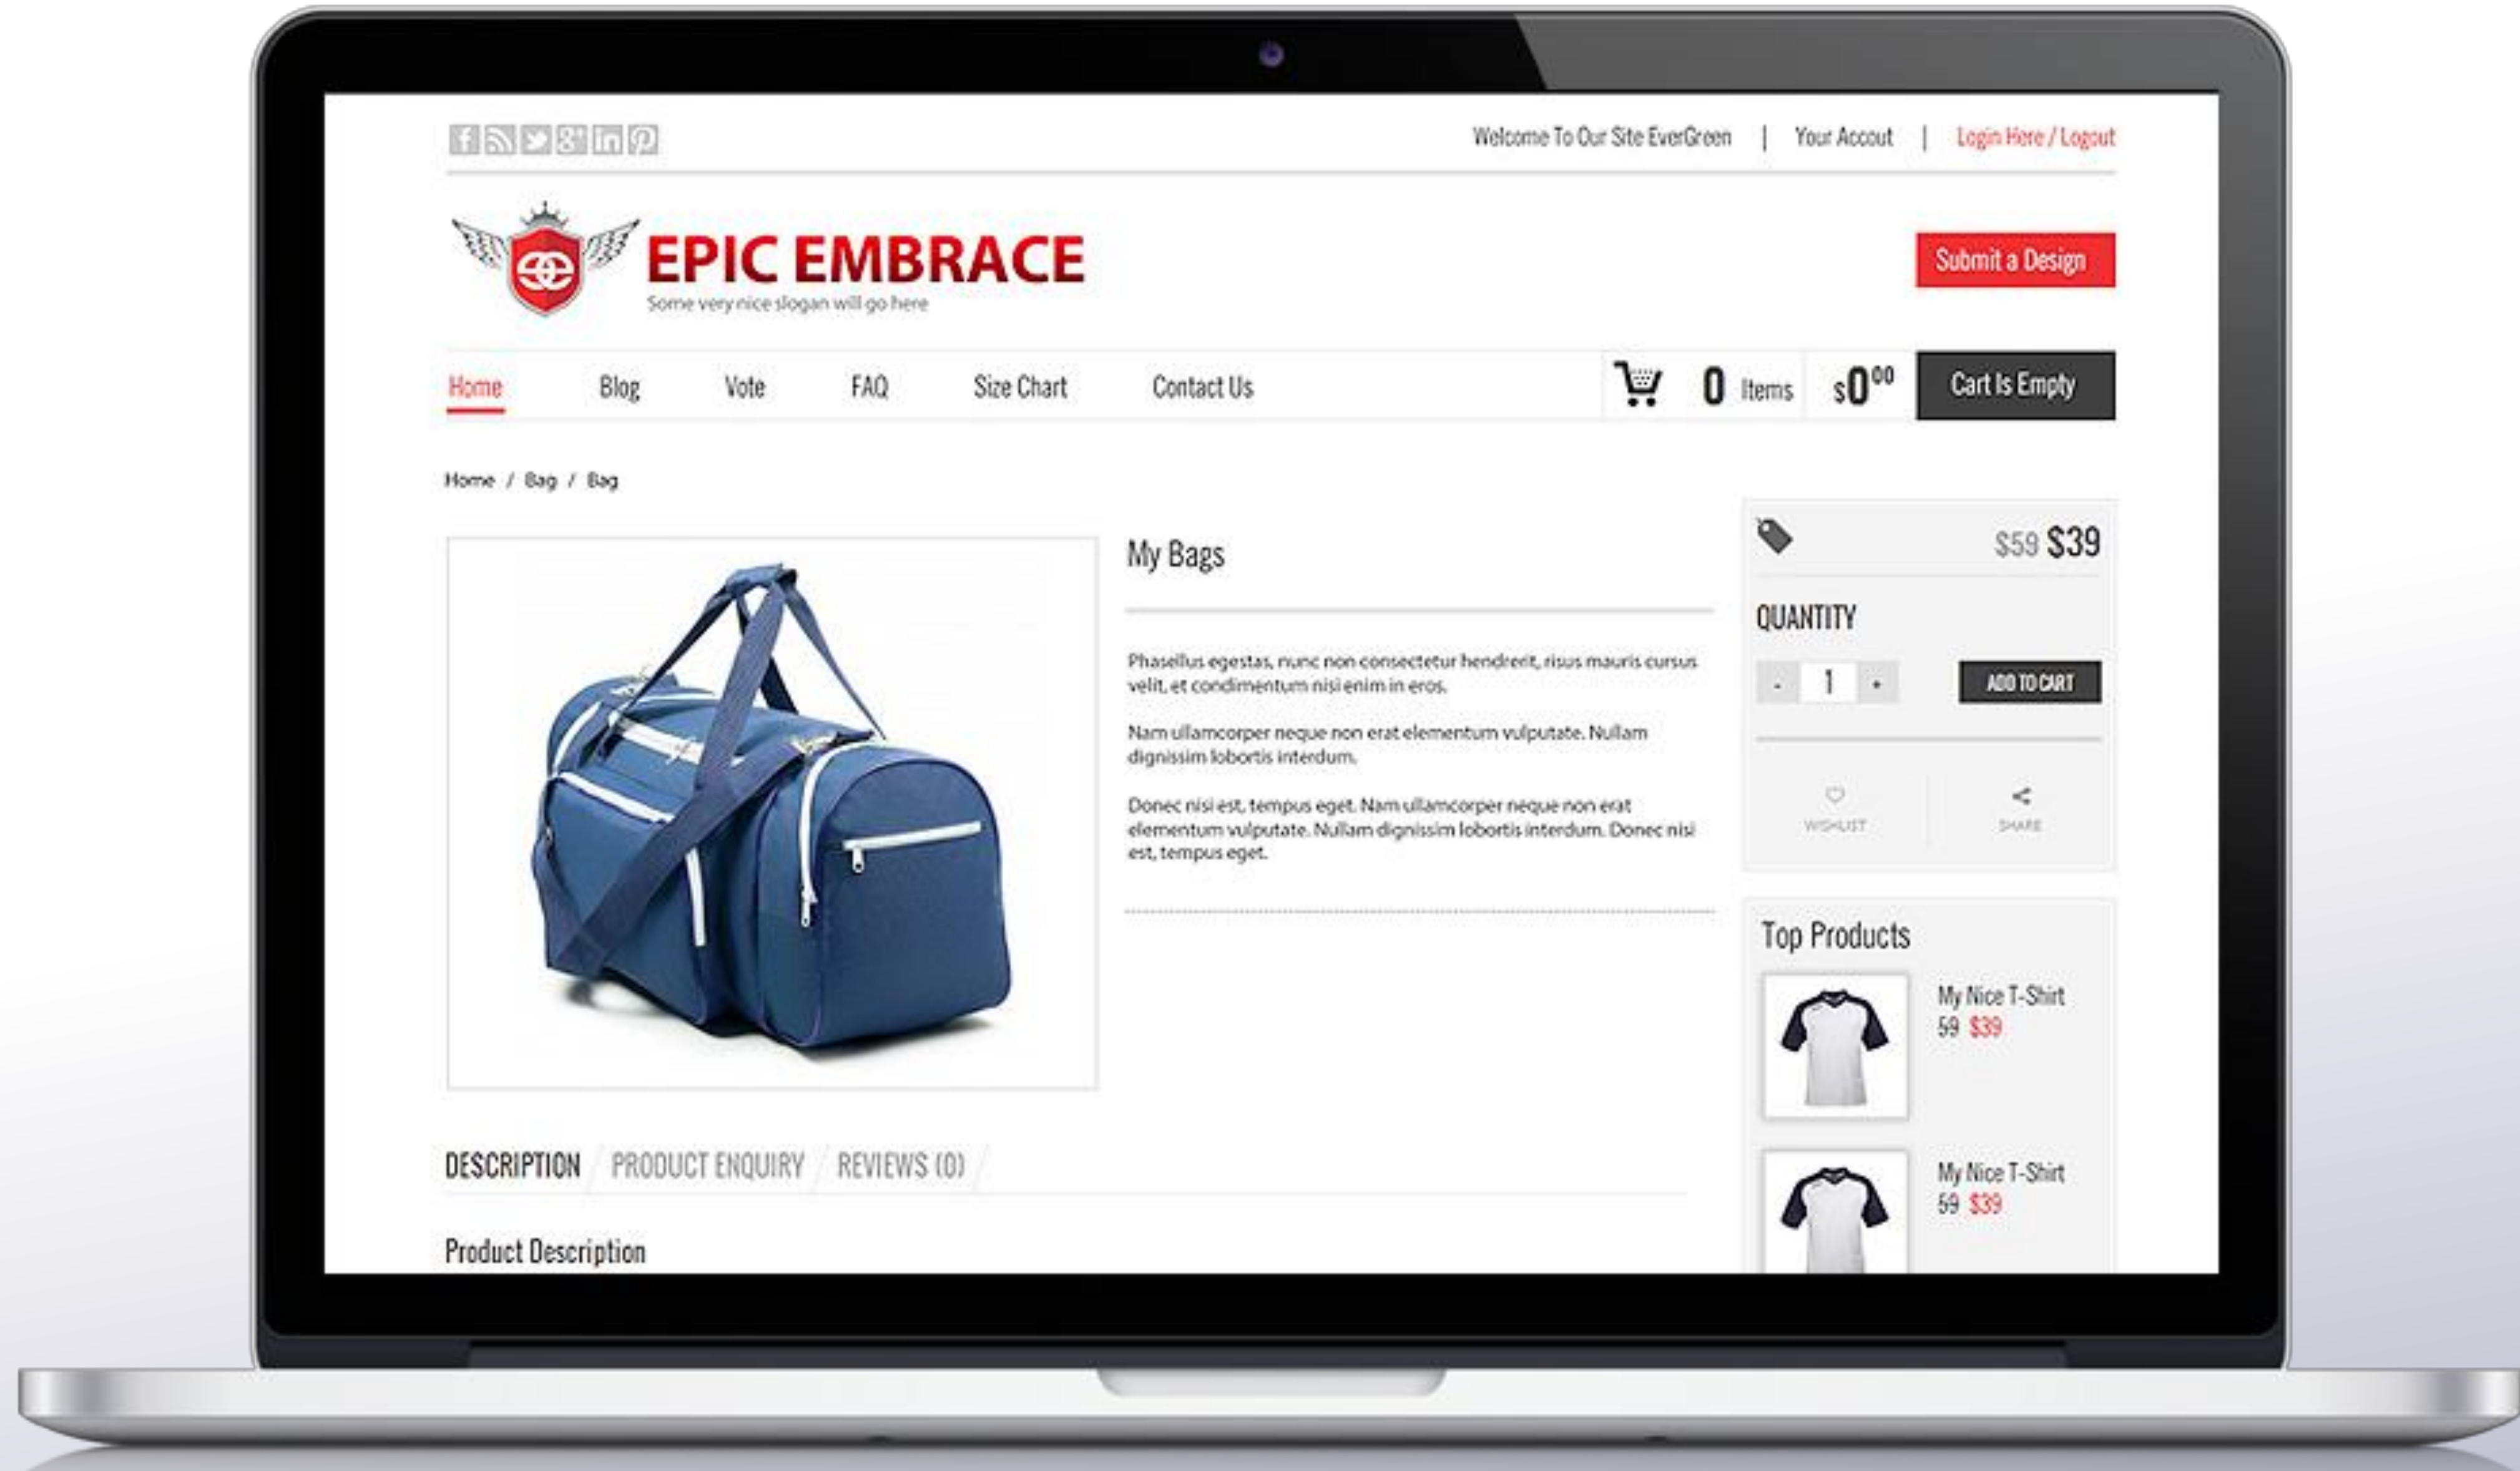 Welcome To Our Site EverGreen | Your Accout | Login Here / Logout
EPIC EMBRACE
Some very nice slogan will go here
Submit a Design
Home Blog Vote FAQ Size Chart Contact Us 0 Items $0⁰⁰ Cart Is Empty
Home / Bag / Bag
$59 $39
My Bags
QUANTITY
Phasellus egestas, nunc non consectetur hendrerit, risus mauris cursus
velit, et condimentum nisi enim in eros.
- 1 + ADD TO CART
Nam ullamcorper neque non erat elementum vulputate. Nullam
dignissim lobortis interdum.
Donec nisi est, tempus eget. Nam ullamcorper neque non erat
elementum vulputate. Nullam dignissim lobortis interdum. Donec nisi
est, tempus eget.
WISHLIST SHARE
Top Products
My Nice T-Shirt
59 $39
My Nice T-Shirt
59 $39
DESCRIPTION / PRODUCT ENQUIRY / REVIEWS (0) /
Product Description